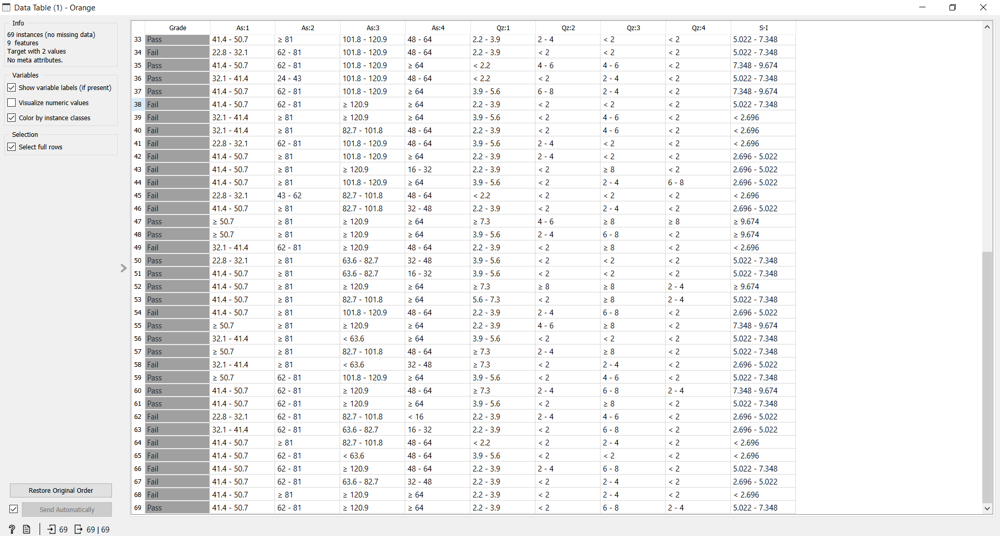 Data Table (1) - Orange
Info
69 instances (no missing data)
9 features
Target with 2 values
No meta attributes.
Variables
Show variable labels (if present)
Visualize numeric values
Color by instance classes
Selection
Select full rows
Grade As:1 As:2 As:3 As:4 Qz:1 Qz:2 Qz:3 Qz:4 S-I
33 Pass 41.4 - 50.7 ≥ 81 101.8 - 120.9 48 - 64 2.2 - 3.9 2 - 4 < 2 < 2 5.022 - 7.348
34 Fail 22.8 - 32.1 62 - 81 101.8 - 120.9 48 - 64 2.2 - 3.9 < 2 < 2 < 2 5.022 - 7.348
35 Pass 41.4 - 50.7 62 - 81 101.8 - 120.9 ≥ 64 < 2.2 4 - 6 4 - 6 < 2 7.348 - 9.674
36 Pass 32.1 - 41.4 24 - 43 101.8 - 120.9 48 - 64 < 2.2 < 2 2 - 4 < 2 5.022 - 7.348
37 Pass 41.4 - 50.7 62 - 81 101.8 - 120.9 ≥ 64 3.9 - 5.6 6 - 8 2 - 4 < 2 7.348 - 9.674
38 Fail 41.4 - 50.7 62 - 81 ≥ 120.9 ≥ 64 2.2 - 3.9 < 2 < 2 < 2 5.022 - 7.348
39 Fail 32.1 - 41.4 ≥ 81 ≥ 120.9 ≥ 64 3.9 - 5.6 < 2 4 - 6 < 2 < 2.696
40 Fail 32.1 - 41.4 ≥ 81 82.7 - 101.8 48 - 64 2.2 - 3.9 < 2 4 - 6 < 2 < 2.696
41 Fail 22.8 - 32.1 62 - 81 101.8 - 120.9 48 - 64 3.9 - 5.6 2 - 4 < 2 < 2 < 2.696
42 Fail 41.4 - 50.7 ≥ 81 101.8 - 120.9 ≥ 64 2.2 - 3.9 2 - 4 < 2 < 2 2.696 - 5.022
43 Fail 41.4 - 50.7 ≥ 81 ≥ 120.9 16 - 32 2.2 - 3.9 < 2 ≥ 8 < 2 2.696 - 5.022
44 Fail 41.4 - 50.7 ≥ 81 101.8 - 120.9 ≥ 64 3.9 - 5.6 < 2 2 - 4 6 - 8 2.696 - 5.022
45 Fail 22.8 - 32.1 43 - 62 82.7 - 101.8 48 - 64 < 2.2 < 2 < 2 < 2 < 2.696
46 Fail 41.4 - 50.7 ≥ 81 82.7 - 101.8 32 - 48 2.2 - 3.9 < 2 2 - 4 < 2 2.696 - 5.022
47 Pass ≥ 50.7 ≥ 81 ≥ 120.9 ≥ 64 ≥ 7.3 4 - 6 ≥ 8 ≥ 8 ≥ 9.674
48 Pass ≥ 50.7 ≥ 81 ≥ 120.9 ≥ 64 3.9 - 5.6 2 - 4 6 - 8 < 2 ≥ 9.674
49 Fail 32.1 - 41.4 62 - 81 ≥ 120.9 48 - 64 2.2 - 3.9 < 2 ≥ 8 < 2 < 2.696
50 Pass 22.8 - 32.1 ≥ 81 63.6 - 82.7 32 - 48 3.9 - 5.6 < 2 < 2 < 2 5.022 - 7.348
51 Pass 41.4 - 50.7 ≥ 81 63.6 - 82.7 16 - 32 3.9 - 5.6 < 2 < 2 < 2 5.022 - 7.348
52 Pass 41.4 - 50.7 ≥ 81 ≥ 120.9 ≥ 64 ≥ 7.3 ≥ 8 ≥ 8 2 - 4 ≥ 9.674
53 Pass 41.4 - 50.7 ≥ 81 82.7 - 101.8 ≥ 64 5.6 - 7.3 < 2 ≥ 8 2 - 4 5.022 - 7.348
54 Fail 41.4 - 50.7 ≥ 81 101.8 - 120.9 48 - 64 2.2 - 3.9 2 - 4 6 - 8 < 2 2.696 - 5.022
55 Pass ≥ 50.7 ≥ 81 ≥ 120.9 ≥ 64 2.2 - 3.9 4 - 6 ≥ 8 < 2 7.348 - 9.674
56 Pass 32.1 - 41.4 ≥ 81 < 63.6 ≥ 64 3.9 - 5.6 < 2 < 2 < 2 5.022 - 7.348
57 Pass ≥ 50.7 ≥ 81 82.7 - 101.8 48 - 64 ≥ 7.3 2 - 4 ≥ 8 < 2 5.022 - 7.348
58 Fail 32.1 - 41.4 ≥ 81 < 63.6 32 - 48 ≥ 7.3 < 2 2 - 4 < 2 2.696 - 5.022
59 Pass ≥ 50.7 62 - 81 101.8 - 120.9 ≥ 64 3.9 - 5.6 < 2 4 - 6 < 2 5.022 - 7.348
60 Pass 41.4 - 50.7 62 - 81 ≥ 120.9 48 - 64 ≥ 7.3 2 - 4 6 - 8 2 - 4 7.348 - 9.674
61 Pass 41.4 - 50.7 62 - 81 ≥ 120.9 ≥ 64 3.9 - 5.6 < 2 ≥ 8 < 2 5.022 - 7.348
62 Fail 22.8 - 32.1 62 - 81 82.7 - 101.8 < 16 2.2 - 3.9 2 - 4 4 - 6 < 2 2.696 - 5.022
63 Fail 32.1 - 41.4 62 - 81 63.6 - 82.7 16 - 32 2.2 - 3.9 < 2 6 - 8 < 2 2.696 - 5.022
64 Fail 41.4 - 50.7 ≥ 81 82.7 - 101.8 48 - 64 < 2.2 < 2 2 - 4 < 2 < 2.696
65 Fail 41.4 - 50.7 62 - 81 < 63.6 48 - 64 3.9 - 5.6 < 2 < 2 < 2 < 2.696
66 Fail 41.4 - 50.7 62 - 81 ≥ 120.9 48 - 64 2.2 - 3.9 2 - 4 6 - 8 < 2 5.022 - 7.348
67 Fail 41.4 - 50.7 62 - 81 63.6 - 82.7 32 - 48 2.2 - 3.9 < 2 2 - 4 < 2 2.696 - 5.022
68 Fail 41.4 - 50.7 ≥ 81 ≥ 120.9 ≥ 64 2.2 - 3.9 < 2 2 - 4 < 2 < 2.696
69 Pass 41.4 - 50.7 62 - 81 ≥ 120.9 ≥ 64 2.2 - 3.9 < 2 6 - 8 2 - 4 5.022 - 7.348
Restore Original Order
Send Automatically
? 69 69 | 69